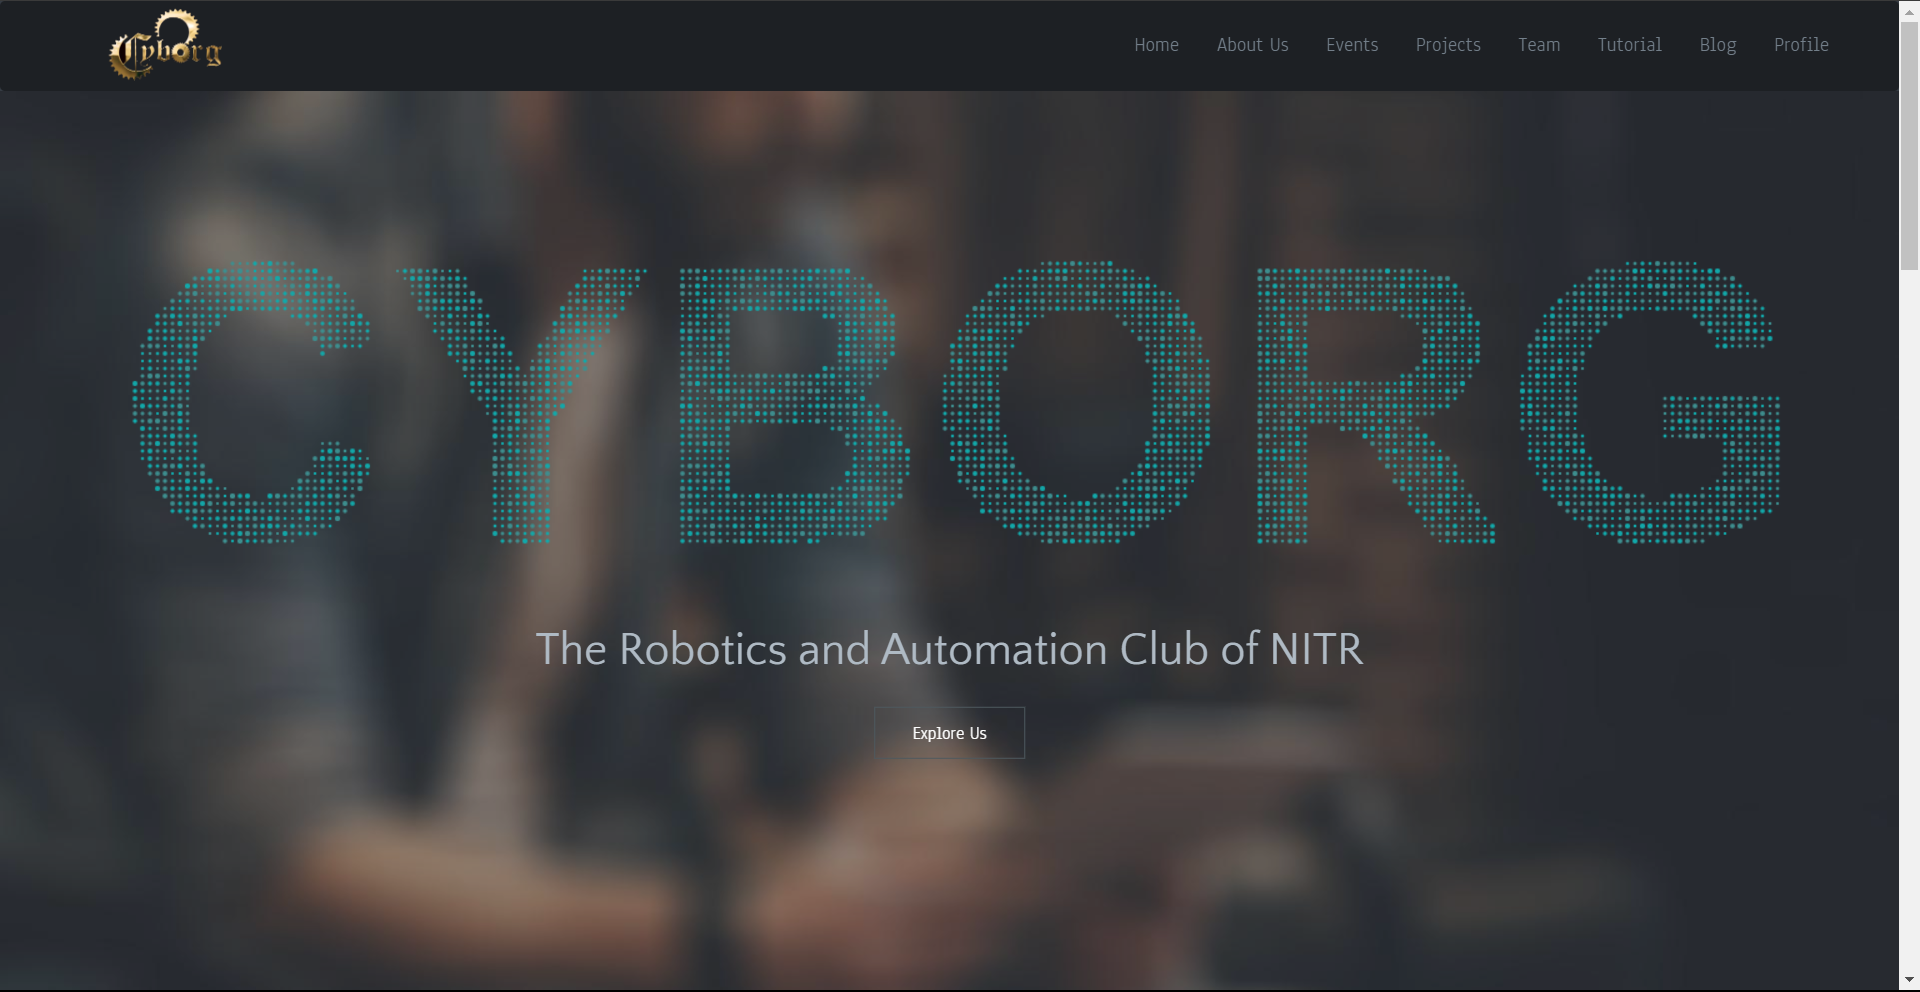 Cyborg
Home About Us Events Projects Team Tutorial Blog Profile
CYBORG
The Robotics and Automation Club of NITR
Explore Us